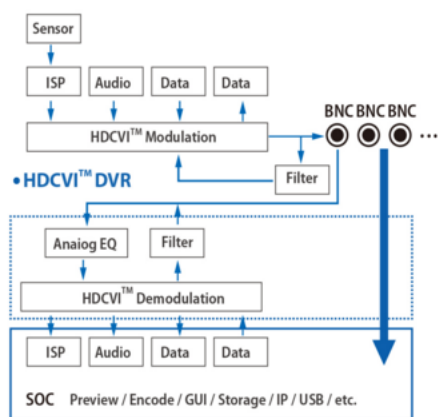 Sensor
ISP Audio Data Data
BNC BNC BNC
HDCVI™ Modulation
...
Filter
• HDCVI™ DVR
Anaiog EQ Filter
HDCVI™ Demodulation
ISP Audio Data Data
SOC Preview / Encode / GUI / Storage / IP / USB / etc.